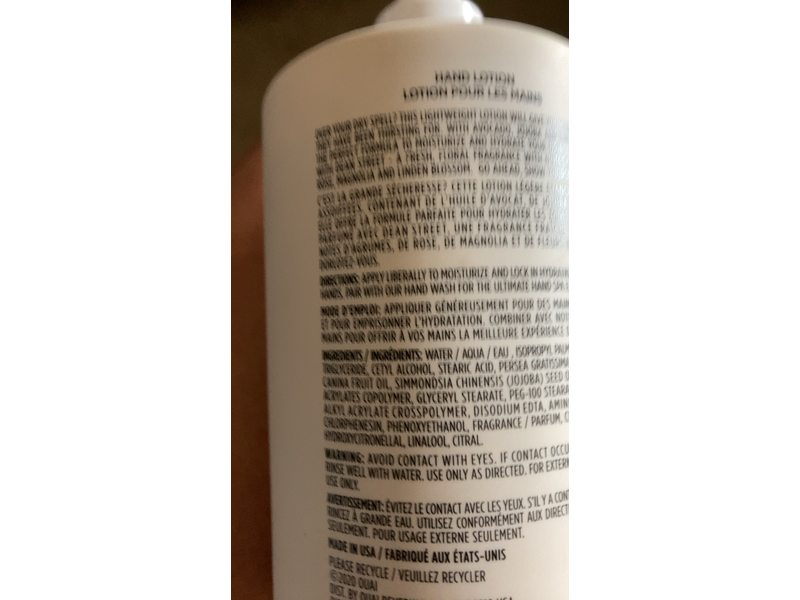 HAND LOTION
LOTION POUR LES MAINS
OVER YOUR DRY SPELL? THIS LIGHTWEIGHT LOTION WILL GIVE
THEY HAVE BEEN THIRSTING FOR. WITH AVOCADO, JOJOBA
THE PERFECT FORMULA TO MOISTURIZE AND HYDRATE
WITH DEAN STREET - A FRESH, FLORAL FRAGRANCE
ROSE, MAGNOLIA AND LINDEN BLOSSOM. GO AHEAD,
C'EST LA GRANDE SÉCHERESSE? CETTE LOTION LÉGÈRE
ASSOIFFÉES. CONTENANT DE L'HUILE D'AVOCAT, DE
ELLE OFFRE LA FORMULE PARFAITE POUR HYDRATER LES
PARFUMÉ AVEC DEAN STREET, UNE FRAGRANCE
NOTES D'AGRUMES, DE ROSE, DE MAGNOLIA ET DE
DORLOTEZ-VOUS.
DIRECTIONS: APPLY LIBERALLY TO MOISTURIZE AND LOCK IN
HANDS. PAIR WITH OUR HAND WASH FOR THE ULTIMATE HAND SPA
MODE D'EMPLOI: APPLIQUER GÉNÉREUSEMENT POUR DES
ET POUR EMPRISONNER L'HYDRATATION. COMBINER AVEC
MAINS POUR OFFRIR À VOS MAINS LA MEILLEURE EXPÉRIENCE
INGREDIENTS / INGRÉDIENTS: WATER / AQUA / EAU, ISOPROPYL
TRIGLYCERIDE, CETYL ALCOHOL, STEARIC ACID, PERSEA GRATISSIMA
CANINA FRUIT OIL, SIMMONDSIA CHINENSIS (JOJOBA) SEED
ACRYLATES COPOLYMER, GLYCERYL STEARATE, PEG-100
ALKYL ACRYLATE CROSSPOLYMER, DISODIUM EDTA,
CHLORPHENESIN, PHENOXYETHANOL, FRAGRANCE / PARFUM,
HYDROXYCITRONELLAL, LINALOOL, CITRAL.
WARNING: AVOID CONTACT WITH EYES. IF CONTACT
RINSE WELL WITH WATER. USE ONLY AS DIRECTED. FOR
USE ONLY.
AVERTISSEMENT: ÉVITEZ LE CONTACT AVEC LES YEUX. S'IL Y A
RINCEZ À GRANDE EAU. UTILISEZ CONFORMÉMENT AUX
SEULEMENT. POUR USAGE EXTERNE SEULEMENT.
MADE IN USA / FABRIQUÉ AUX ÉTATS-UNIS
PLEASE RECYCLE / VEUILLEZ RECYCLER
©2020 OUAI
DIST. BY OUAI